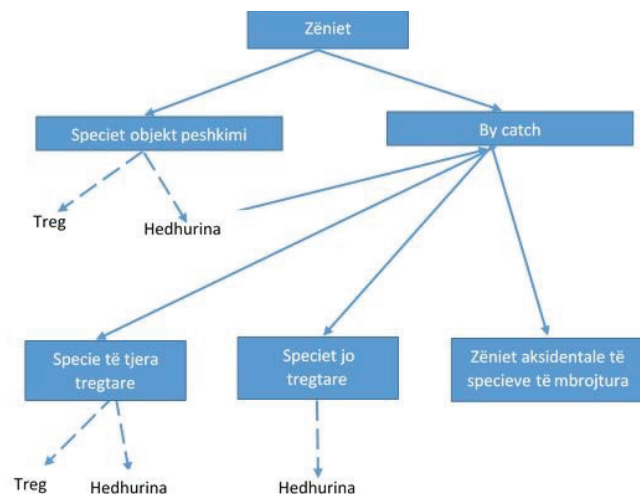 Zëniet
Speciet objekt peshkimi
By catch
Treg
Hedhurina
Specie të tjera
tregtare
Speciet jo
tregtare
Zëniet aksidentale të
specieve të mbrojtura
Treg
Hedhurina
Hedhurina